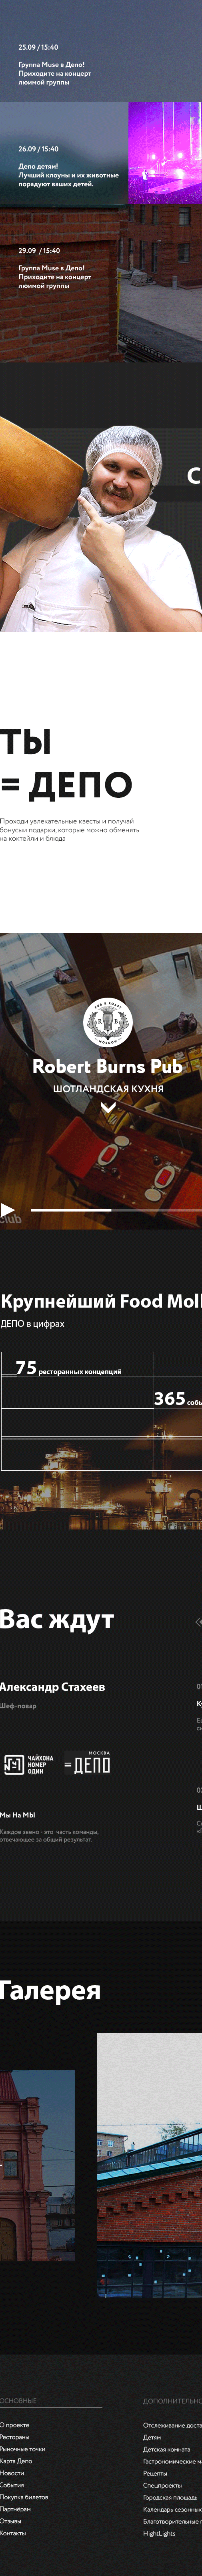 25.09 / 15:40
Группа Muse в Депо!
Приходите на концерт
люимой группы
26.09 / 15:40
Депо детям!
Лучший клоуны и их животные
порадуют ваших детей.
29.09 / 15:40
Группа Muse в Депо!
Приходите на концерт
люимой группы
С
ТЫ
= ДЕПО
Проходи увлекательные квесты и получай
бонусыи подарки, которые можно обменять
на коктейли и блюда
PUB & ROAST
MOSCOW
Robert Burns Pub
ШОТЛАНДСКАЯ КУХНЯ
club
Крупнейший Food Moll
ДЕПО в цифрах
75 ресторанных концепций
365 собы
Вас ждут
Александр Стахеев
Шеф-повар
ЧАЙХОНА
НОМЕР
ОДИН
МОСКВА
=ДЕПО
Мы На МЫ
Каждое звено - это часть команды,
отвечающее за общий результат.
Галерея
ОСНОВНЫЕ
О проекте
Рестораны
Рыночные точки
Карта Депо
Новости
События
Покупка билетов
Партнёрам
Отзывы
Контакты
ДОПОЛНИТЕЛЬНО
Отслеживание доста
Детям
Детская комната
Гастрономические м
Рецепты
Спецпроекты
Городская площадь
Календарь сезонных
Благотворительные п
HightLights